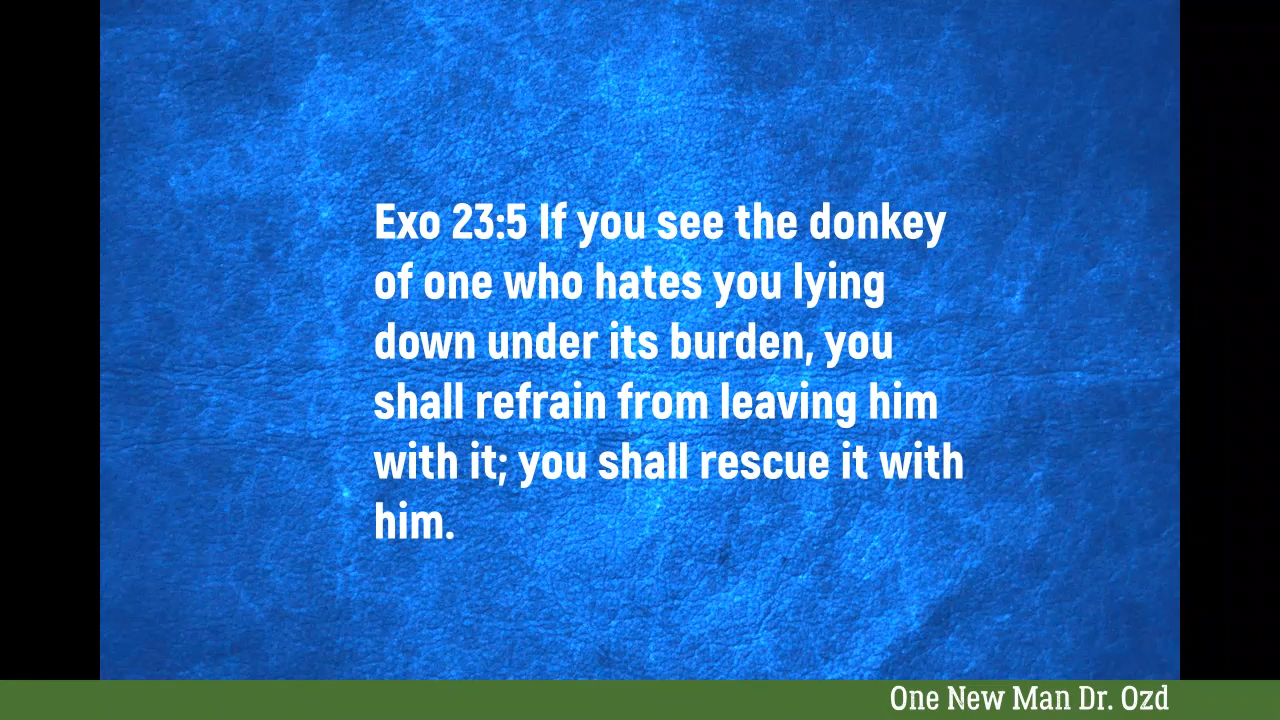 Exo 23:5 If you see the donkey
of one who hates you lying
down under its burden, you
shall refrain from leaving him
with it; you shall rescue it with
him.
One New Man Dr. Ozd